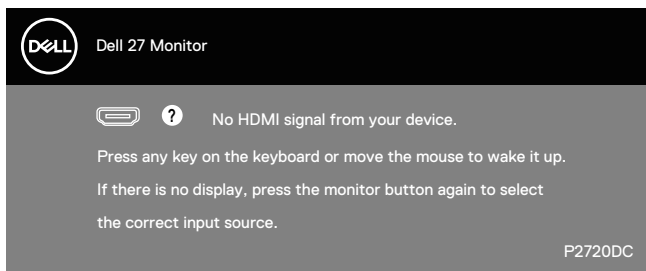 DELL
Dell 27 Monitor
? No HDMI signal from your device.
Press any key on the keyboard or move the mouse to wake it up.
If there is no display, press the monitor button again to select
the correct input source.
P2720DC